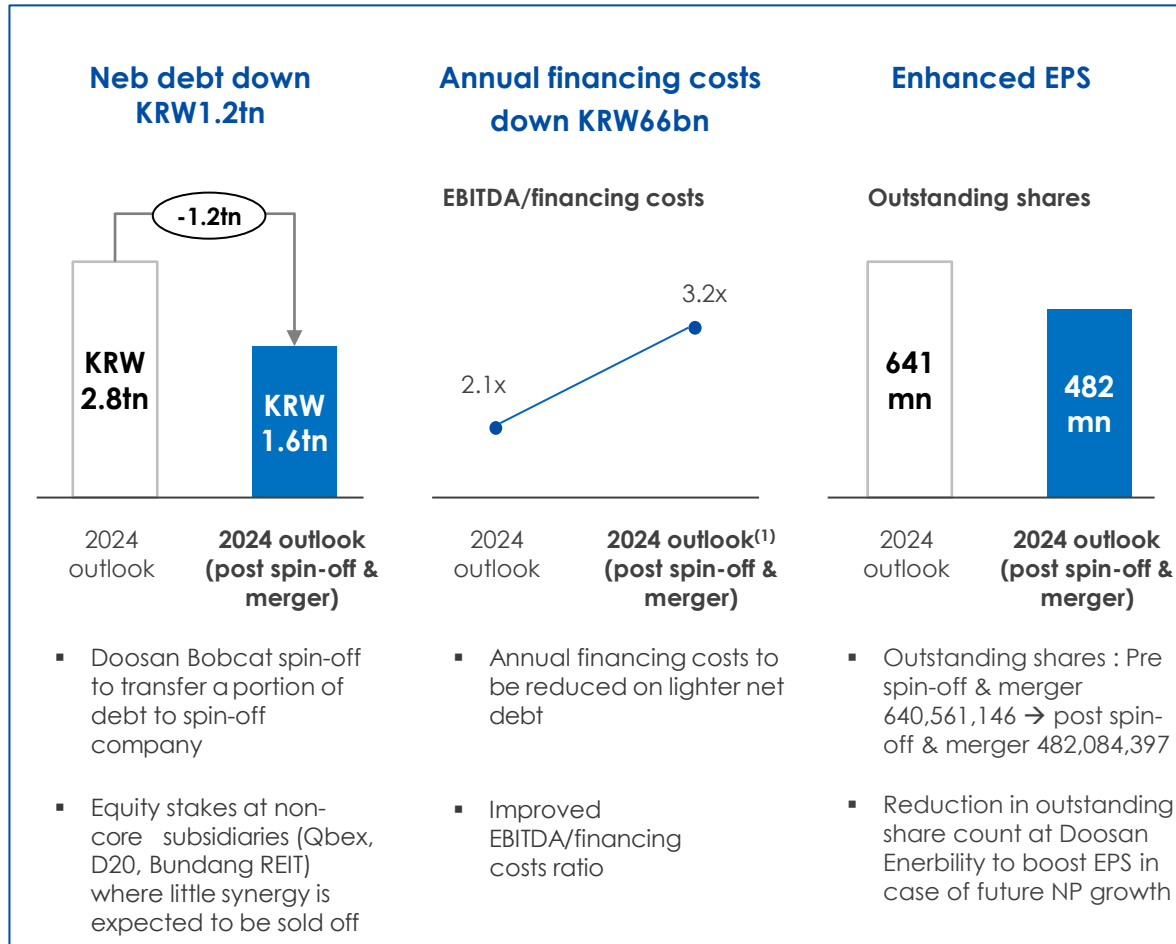 Neb debt down
KRW1.2tn
-1.2tn
KRW
2.8tn
KRW
1.6tn
2024
outlook
2024 outlook
(post spin-off &
merger)
▪ Doosan Bobcat spin-off
to transfer a portion of
debt to spin-off
company
▪ Equity stakes at non-
core subsidiaries (Qbex,
D20, Bundang REIT)
where little synergy is
expected to be sold off
Annual financing costs
down KRW66bn
EBITDA/financing costs
2.1x
3.2x
2024
outlook
2024 outlook(1)
(post spin-off &
merger)
▪ Annual financing costs to
be reduced on lighter net
debt
▪ Improved
EBITDA/financing
costs ratio
Enhanced EPS
Outstanding shares
641
mn
482
mn
2024
outlook
2024 outlook
(post spin-off &
merger)
▪ Outstanding shares : Pre
spin-off & merger
640,561,146 → post spin-
off & merger 482,084,397
▪ Reduction in outstanding
share count at Doosan
Enerbility to boost EPS in
case of future NP growth